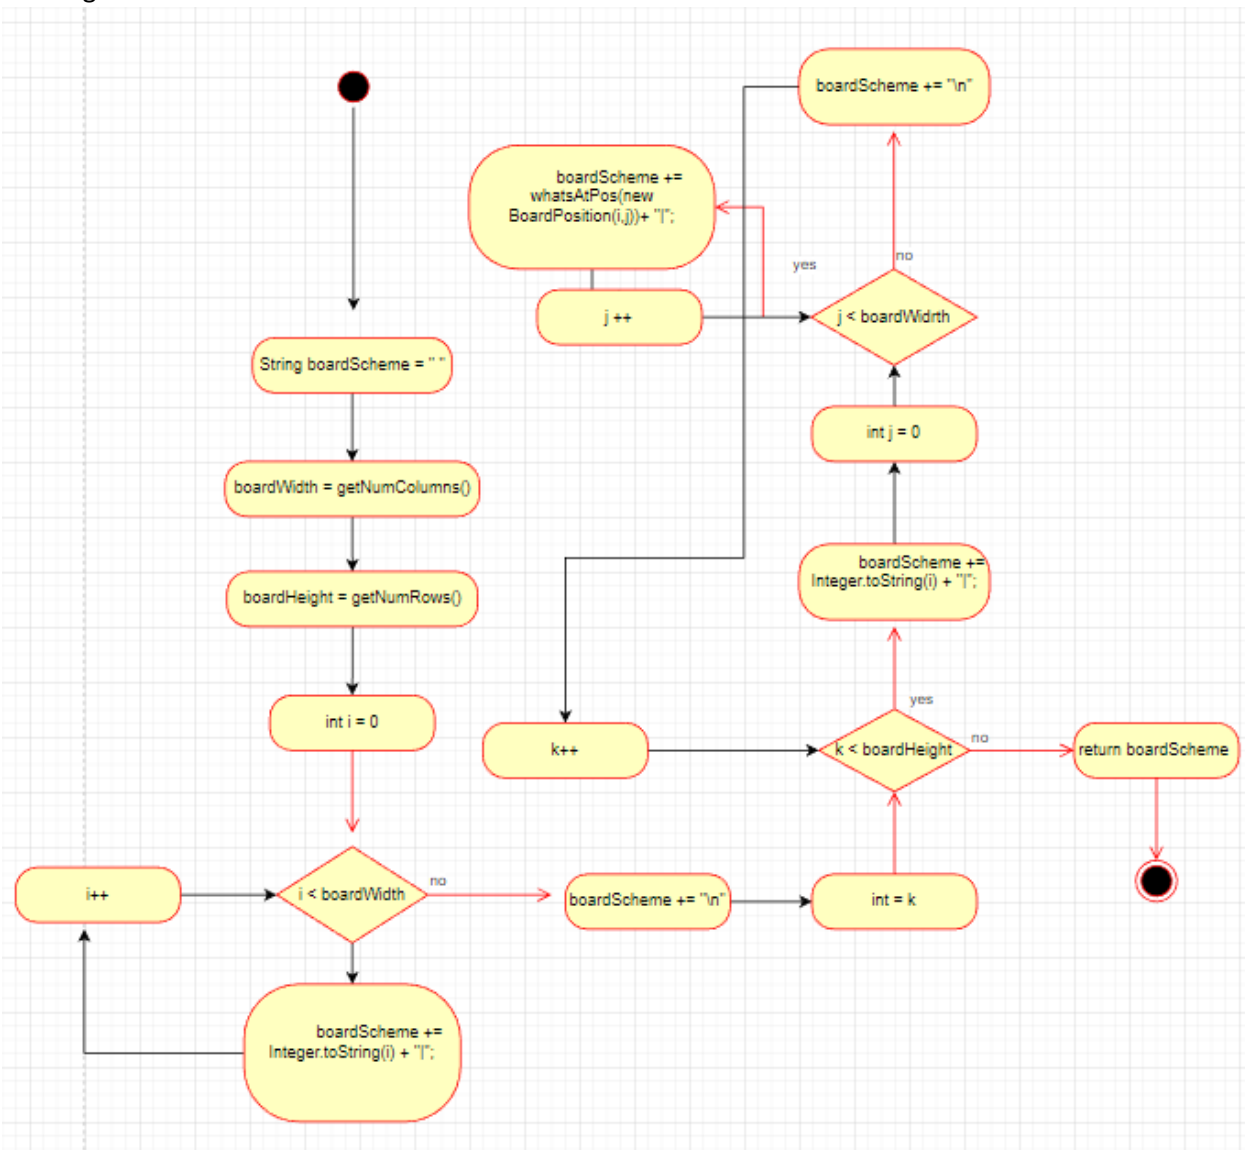 String boardScheme = " "
boardWidth = getNumColumns()
boardHeight = getNumRows()
int i = 0
i < boardWidth
no
i++
boardScheme +=
Integer.toString(i) + "|";
boardScheme += "\n"
int = k
k < boardHeight
yes
no
return boardScheme
k++
boardScheme +=
Integer.toString(i) + "|";
int j = 0
j < boardWidrth
yes
no
boardScheme +=
whatsAtPos(new
BoardPosition(i,j))+ "|";
j ++
boardScheme += "\n"